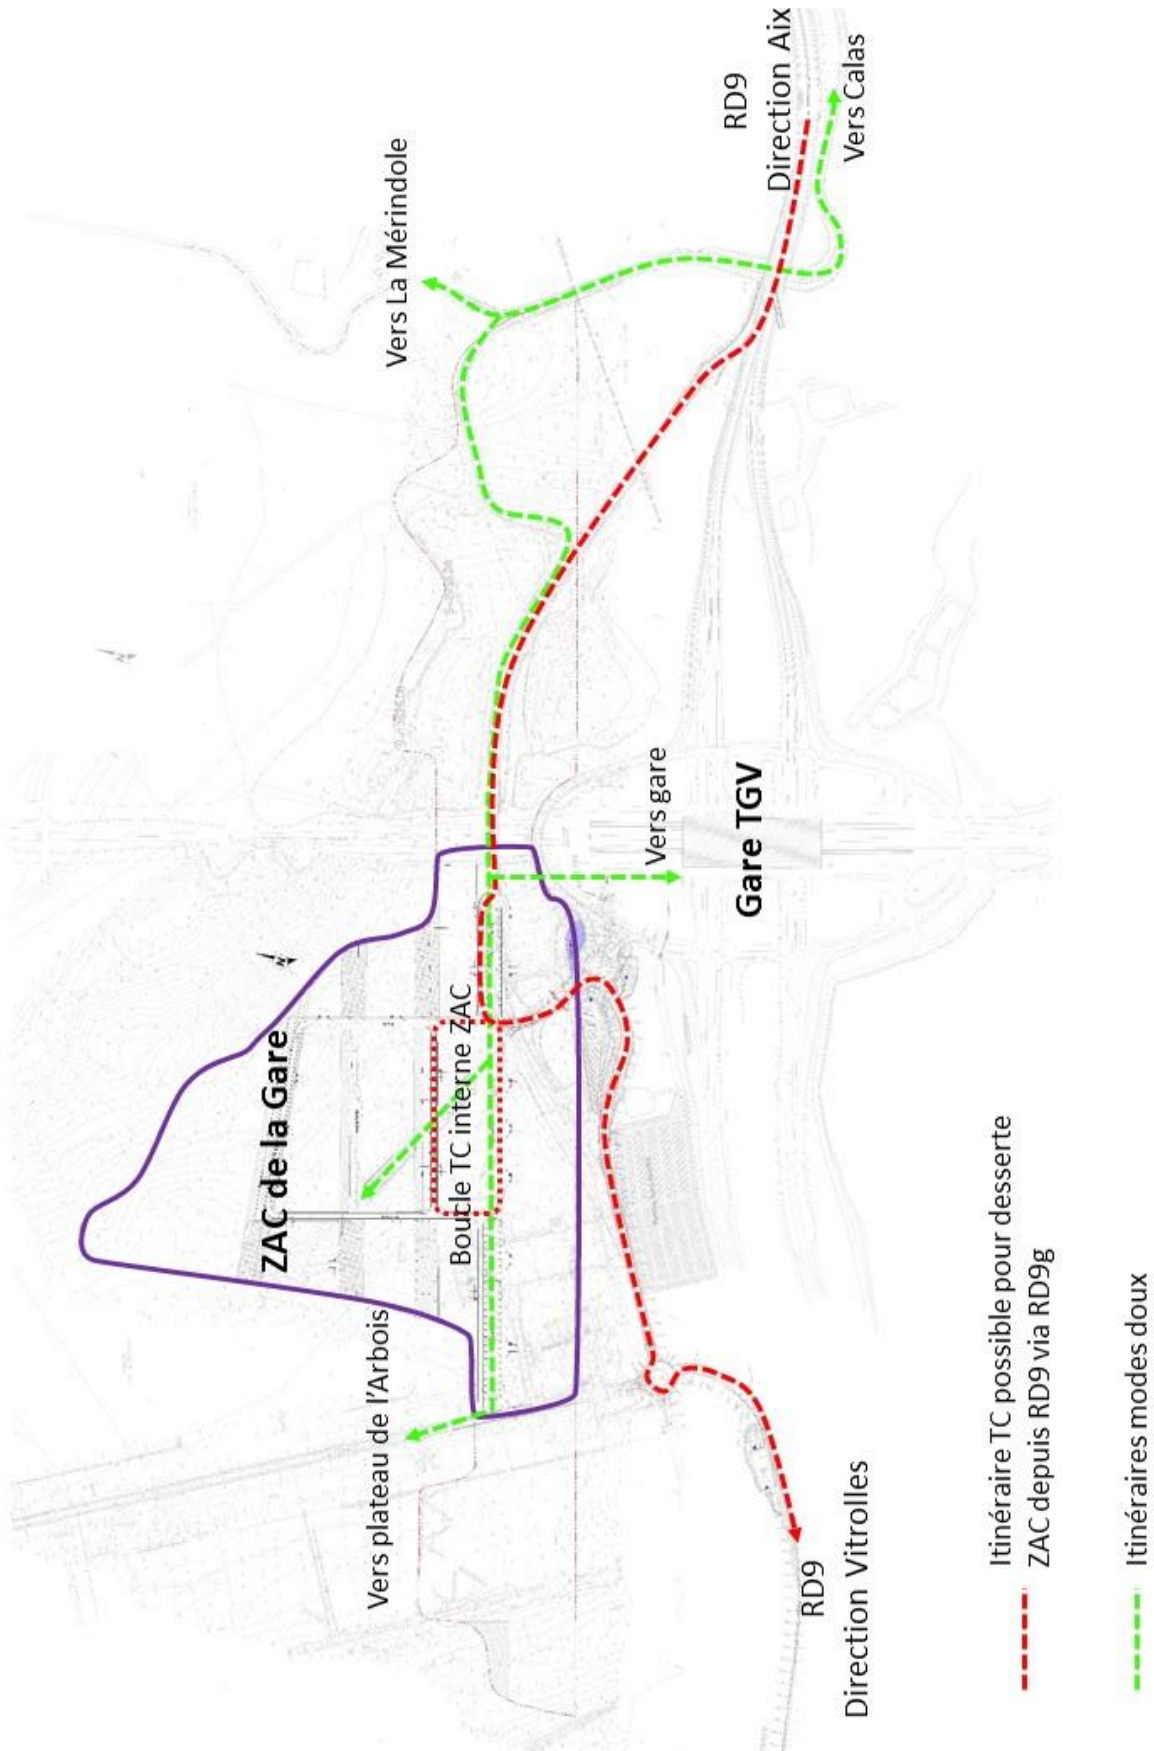 RD9
Direction Aix
Vers Calas
Vers La Mérindole
Vers gare
Gare TGV
ZAC de la Gare
Boucle TC interne ZAC
Vers plateau de l'Arbois
RD9
Direction Vitrolles
Itinéraire TC possible pour desserte
ZAC depuis RD9 via RD9g
Itinéraires modes doux
N
N